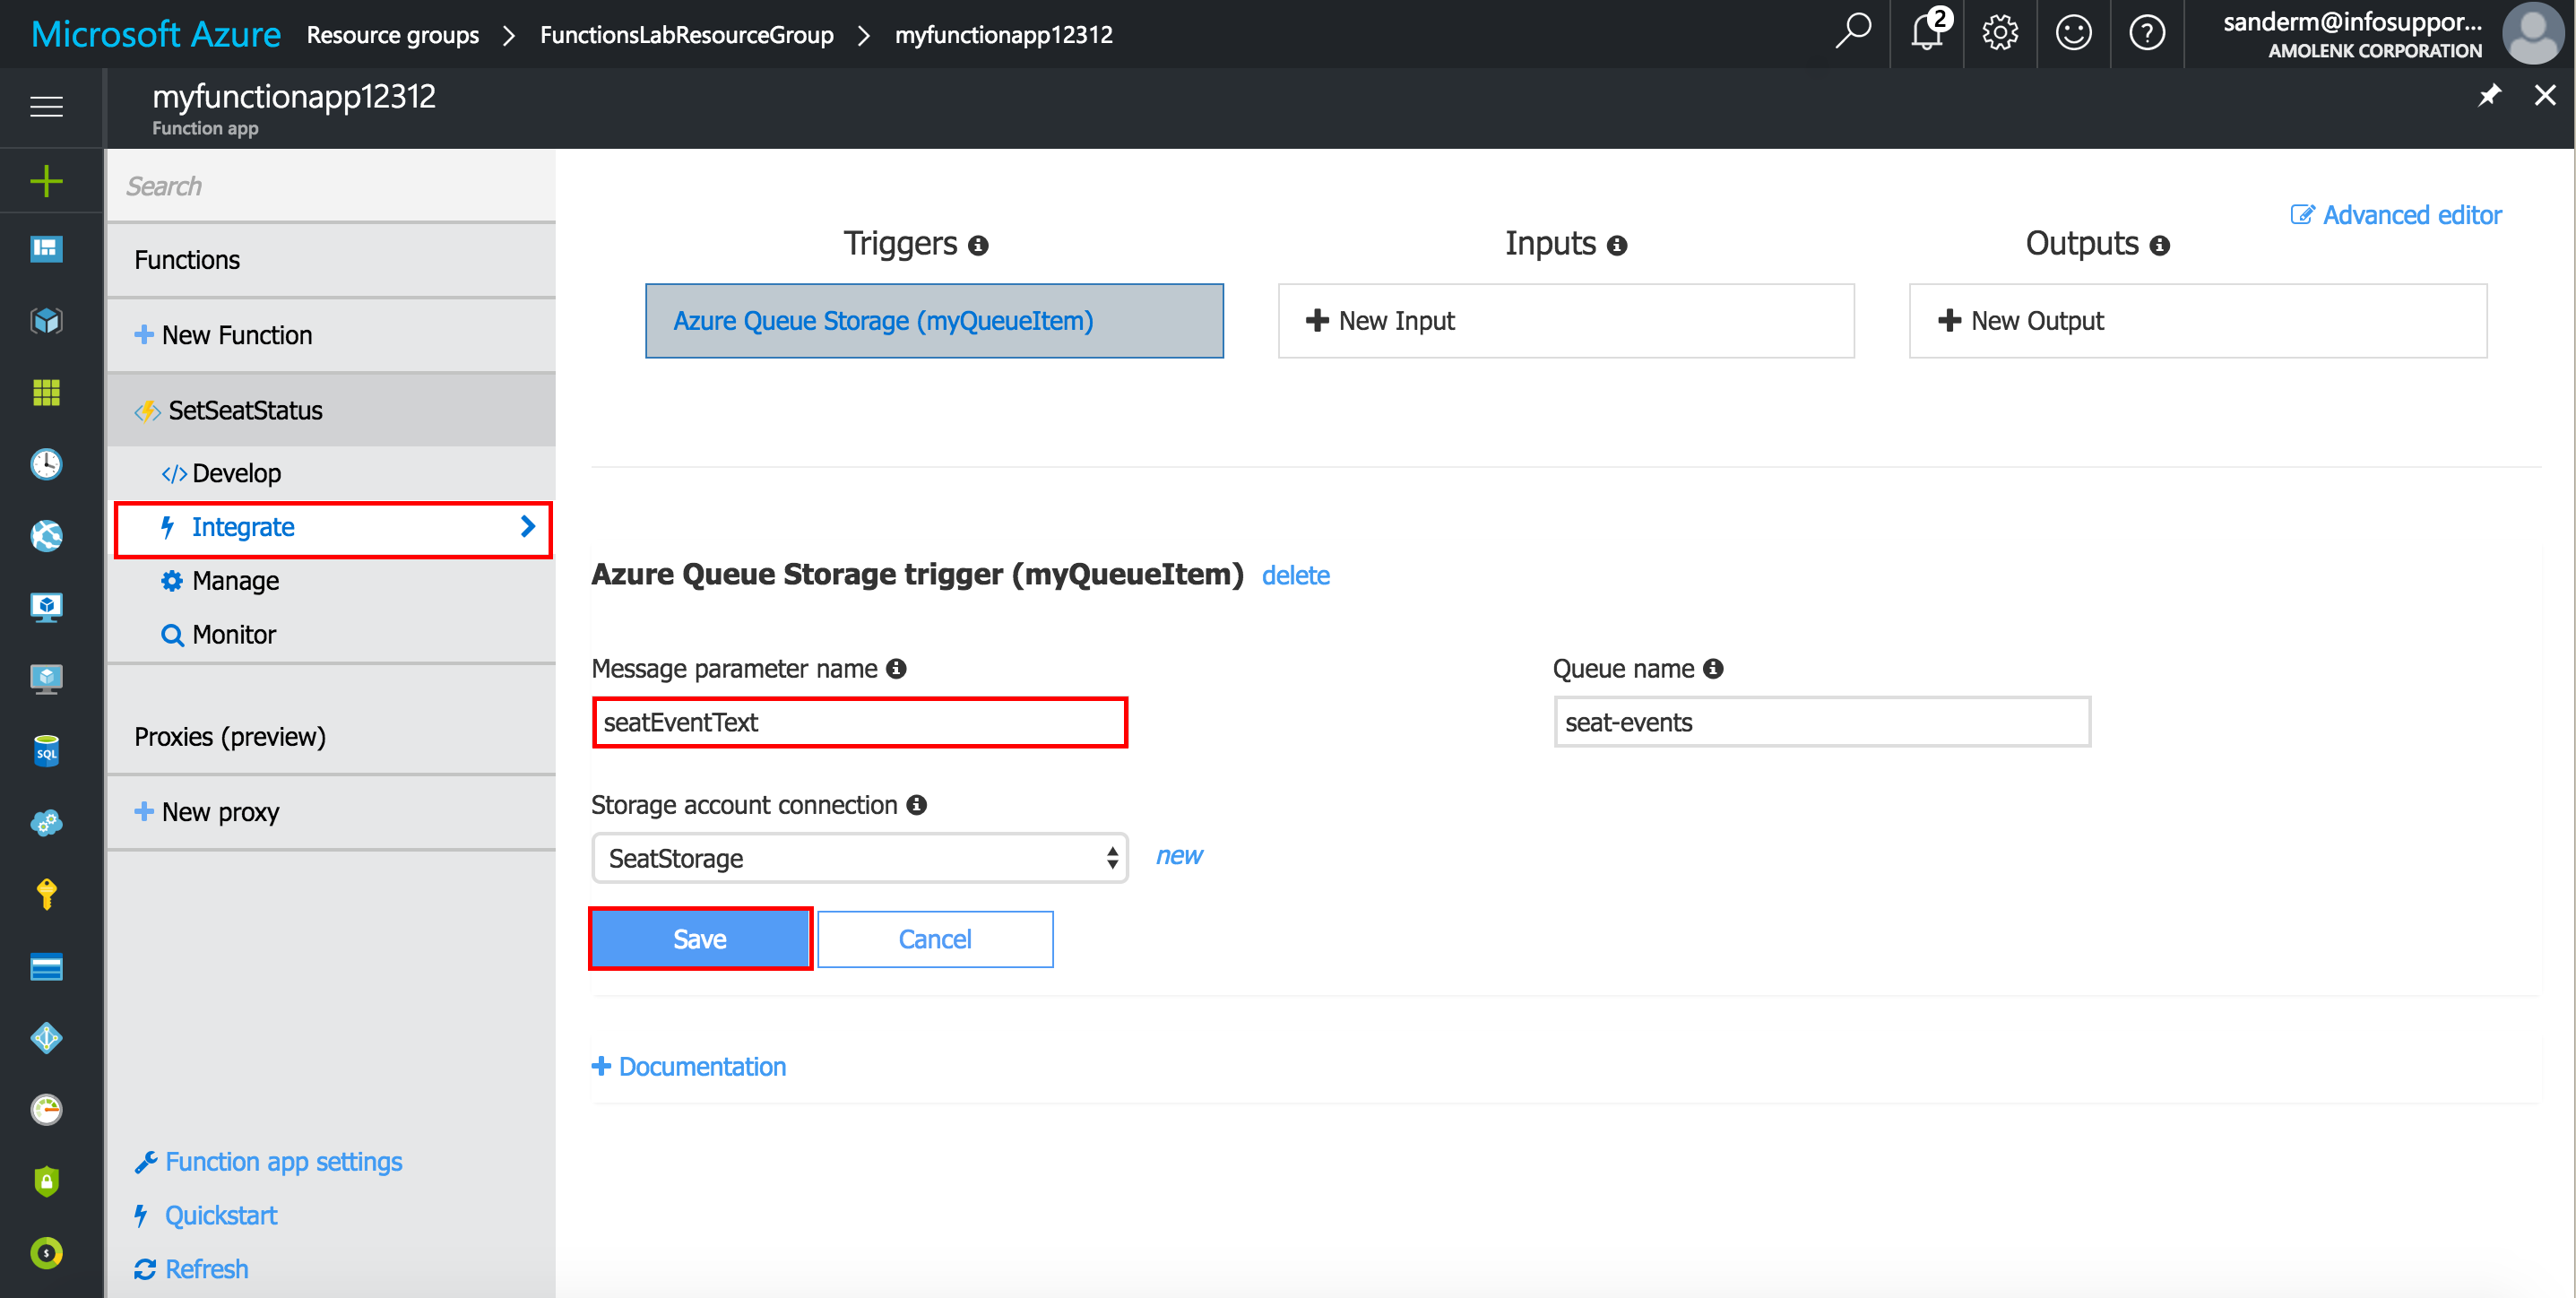 Microsoft Azure Resource groups > FunctionsLabResourceGroup > myfunctionapp12312
2
sanderm@infosuppor...
AMOLENK CORPORATION
myfunctionapp12312
Function app
Search
Functions
New Function
SetSeatStatus
</> Develop
Integrate
Manage
Monitor
Proxies (preview)
New proxy
Function app settings
Quickstart
Refresh
SQL
Advanced editor
Triggers
Inputs
Outputs
Azure Queue Storage (myQueueItem)
New Input
New Output
Azure Queue Storage trigger (myQueueItem) delete
Message parameter name
seatEventText
Queue name
seat-events
Storage account connection
SeatStorage
new
Save
Cancel
Documentation